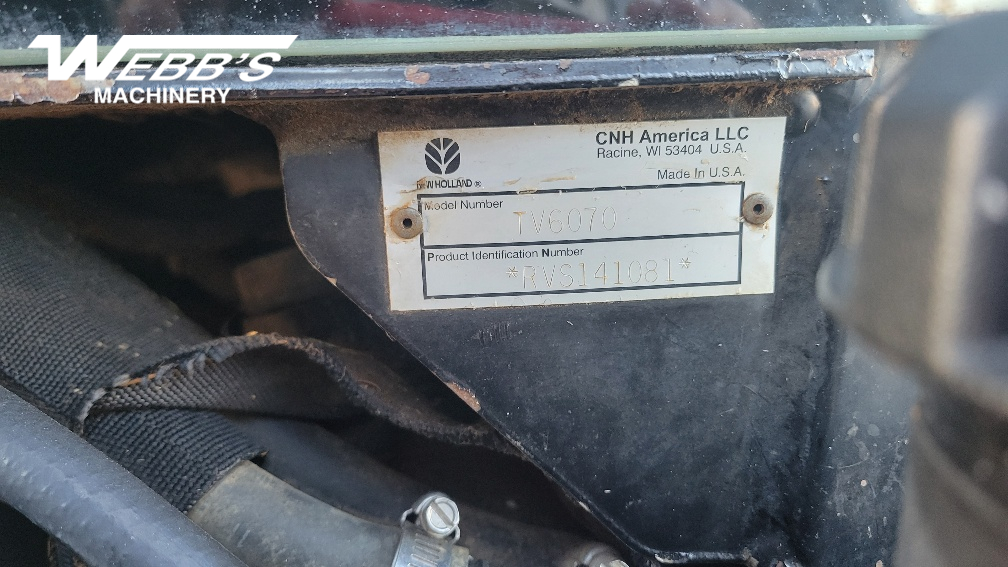 WEBB'S
MACHINERY
CNH America LLC
Racine, WI 53404 U.S.A.
Made In U.S.A.
NEW HOLLAND ®
Model Number
TV6070
Product Identification Number
*RVS141081*